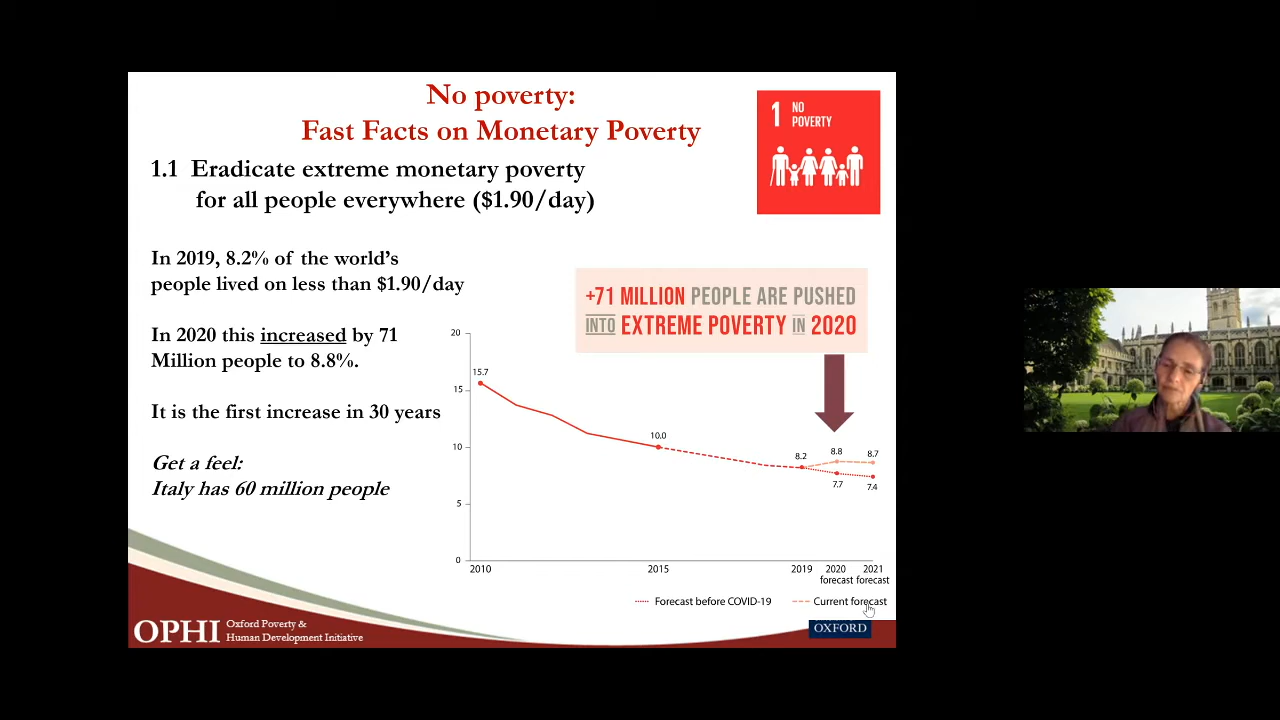 No poverty:
Fast Facts on Monetary Poverty
1 NO
POVERTY
1.1 Eradicate extreme monetary poverty
for all people everywhere ($1.90/day)
In 2019, 8.2% of the world's
people lived on less than $1.90/day
In 2020 this increased by 71
Million people to 8.8%.
It is the first increase in 30 years
Get a feel:
Italy has 60 million people
+71 MILLION PEOPLE ARE PUSHED
INTO EXTREME POVERTY IN 2020
20
15
10
5
0
15.7
10.0
8.2
8.8
8.7
7.7
7.4
2010 2015 2019 2020 2021
forecast forecast
Forecast before COVID-19 Current forecast
OPHI
Oxford Poverty &
Human Development Initiative
OXFORD